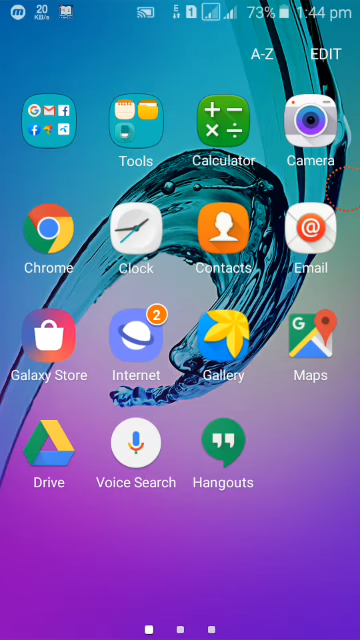 20
KB/s
E
1
73%
1:44 pm
A-Z
EDIT
Tools
Calculator
Camera
Chrome
Clock
Contacts
Email
Galaxy Store
2
Internet
Gallery
Maps
Drive
Voice Search
Hangouts